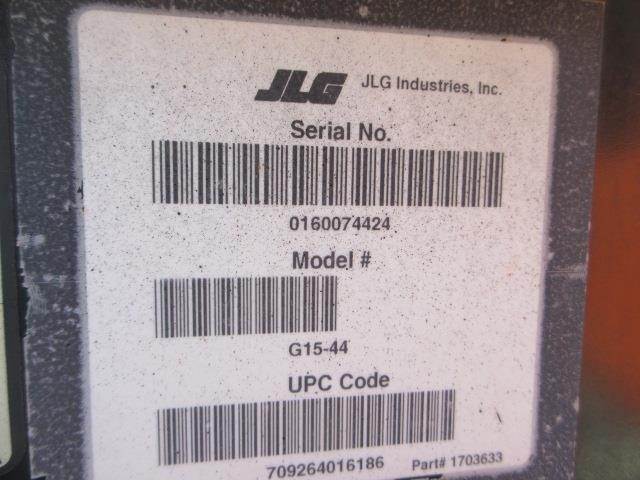 JLG JLG Industries, Inc.
Serial No.
0160074424
Model #
G15-44
UPC Code
709264016186 Part# 1703633